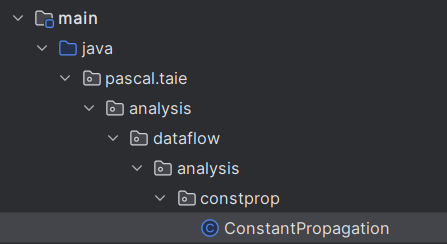 main
java
pascal.taie
analysis
dataflow
analysis
constprop
ConstantPropagation